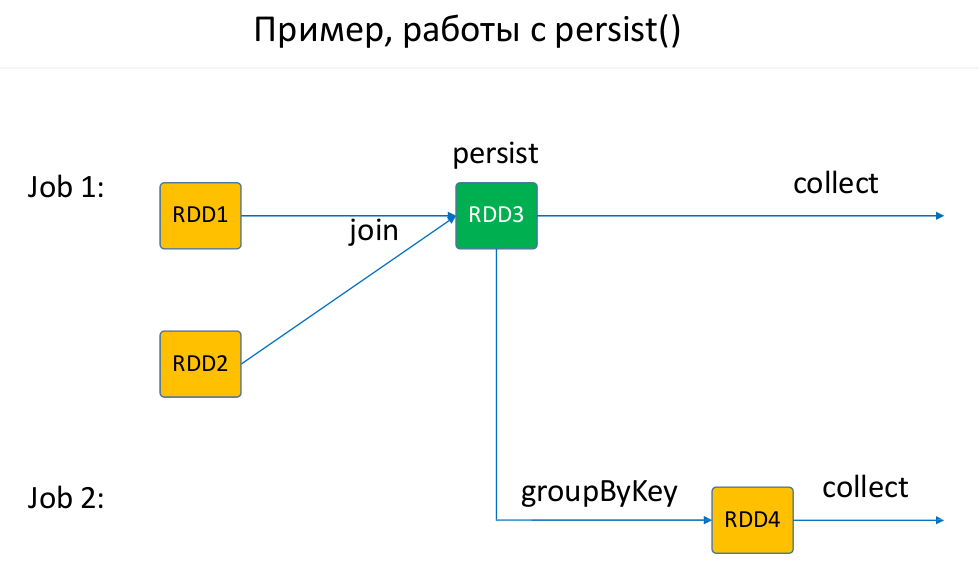 Пример, работы с persist()
persist
Job 1:
RDD1
RDD3
collect
join
RDD2
Job 2:
groupByKey
RDD4
collect